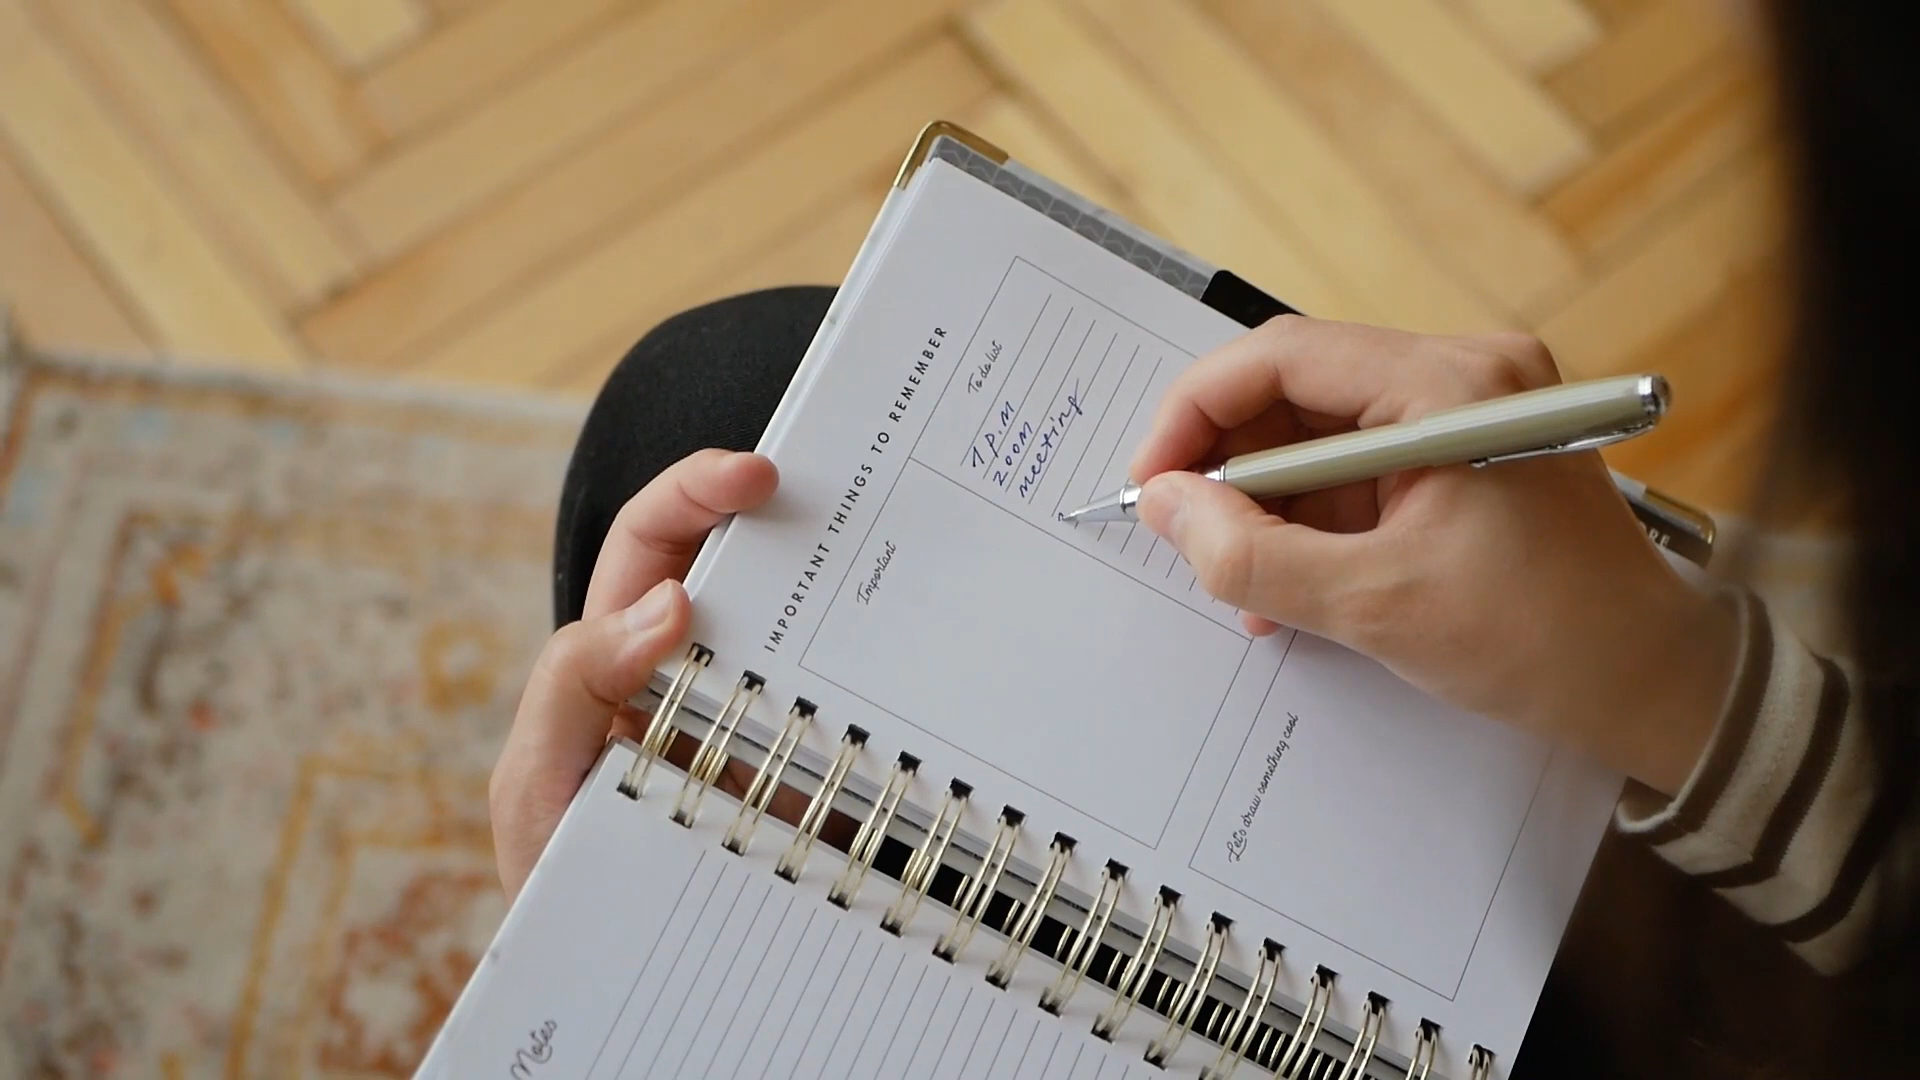 IMPORTANT THINGS TO REMEMBER
To do list
1 P.M
ZOOM
meeting
Important
Let's draw something cool
Notes